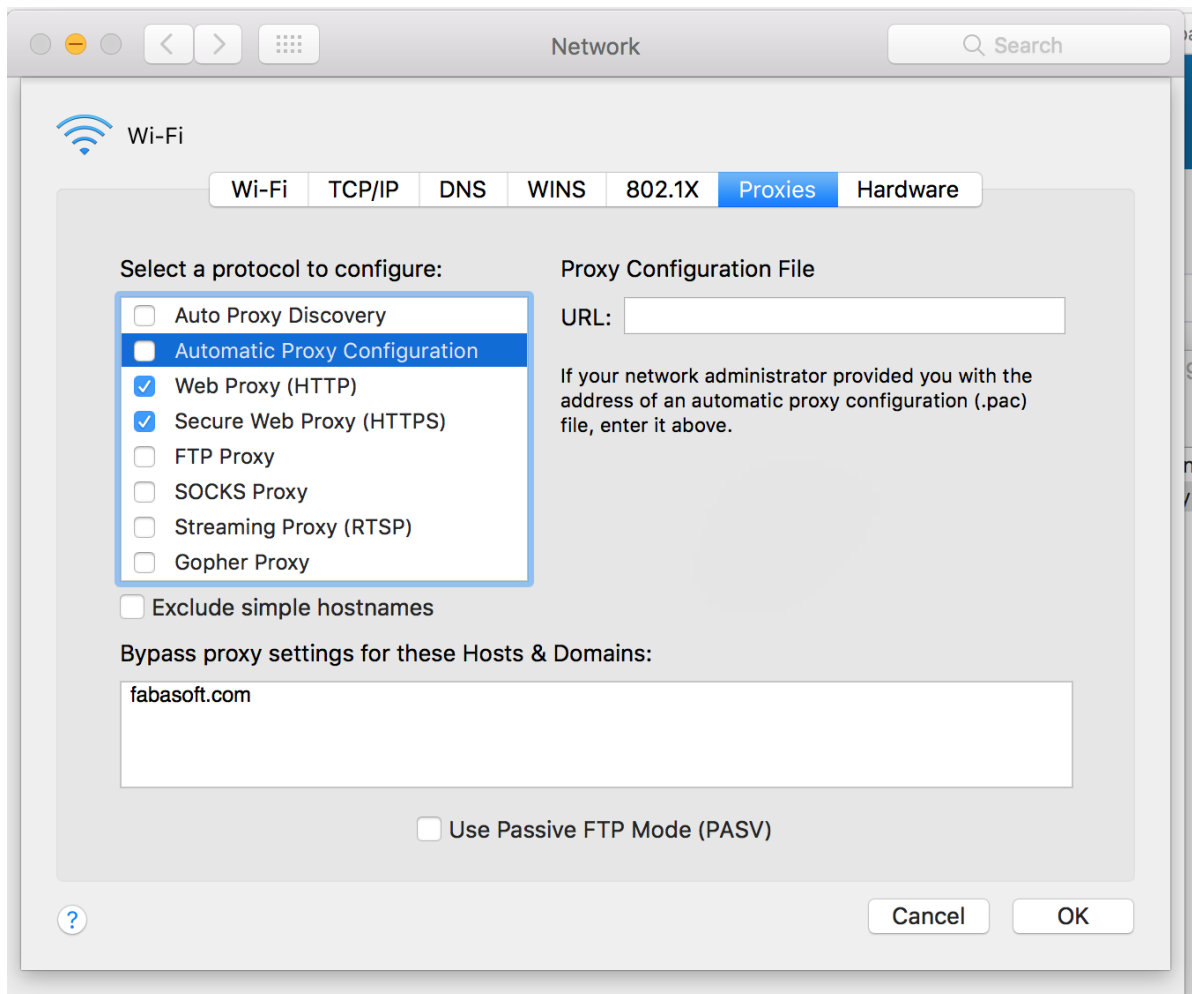 Network
Search
Wi-Fi
Wi-Fi TCP/IP DNS WINS 802.1X Proxies Hardware
Select a protocol to configure:
Auto Proxy Discovery
Automatic Proxy Configuration
Web Proxy (HTTP)
Secure Web Proxy (HTTPS)
FTP Proxy
SOCKS Proxy
Streaming Proxy (RTSP)
Gopher Proxy
Exclude simple hostnames
Proxy Configuration File
URL:
If your network administrator provided you with the
address of an automatic proxy configuration (.pac)
file, enter it above.
Bypass proxy settings for these Hosts & Domains:
fabasoft.com
Use Passive FTP Mode (PASV)
?
Cancel
OK